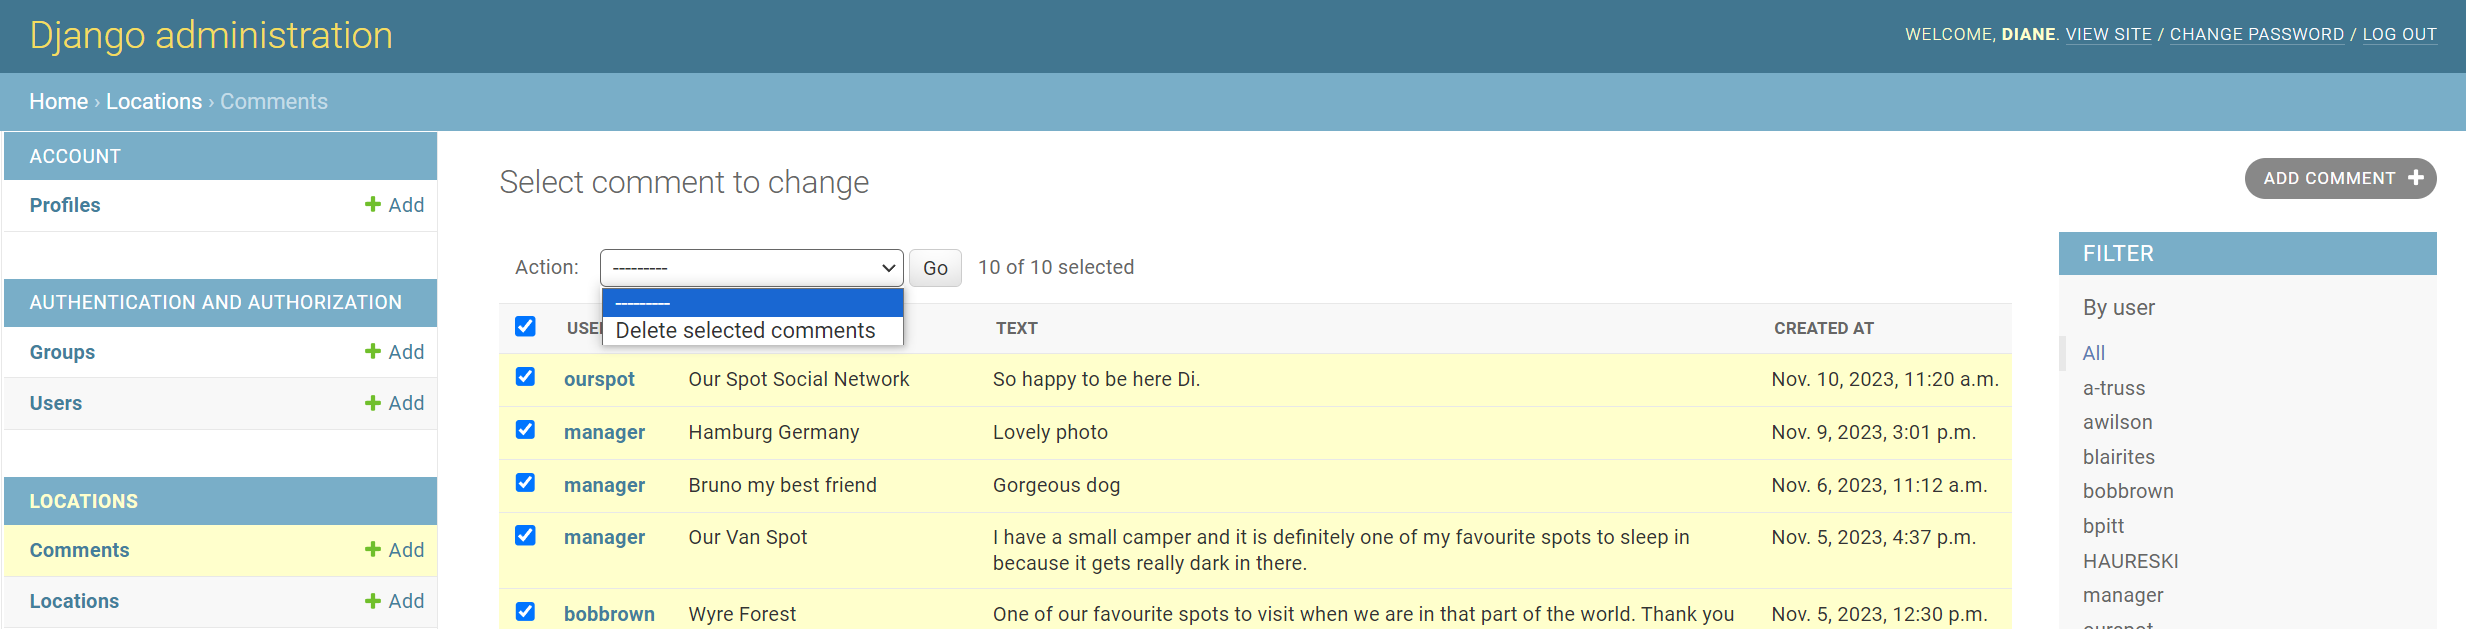 Django administration
WELCOME, DIANE. VIEW SITE / CHANGE PASSWORD / LOG OUT
Home › Locations › Comments
ACCOUNT
Profiles + Add
AUTHENTICATION AND AUTHORIZATION
Groups + Add
Users + Add
LOCATIONS
Comments + Add
Locations + Add
Select comment to change
ADD COMMENT +
Action: --------- Go 10 of 10 selected
---------
Delete selected comments
TEXT CREATED AT
ourspot Our Spot Social Network So happy to be here Di. Nov. 10, 2023, 11:20 a.m.
manager Hamburg Germany Lovely photo Nov. 9, 2023, 3:01 p.m.
manager Bruno my best friend Gorgeous dog Nov. 6, 2023, 11:12 a.m.
manager Our Van Spot I have a small camper and it is definitely one of my favourite spots to sleep in Nov. 5, 2023, 4:37 p.m.
because it gets really dark in there.
bobbrown Wyre Forest One of our favourite spots to visit when we are in that part of the world. Thank you Nov. 5, 2023, 12:30 p.m.
FILTER
By user
All
a-truss
awilson
blairites
bobbrown
bpitt
HAURESKI
manager